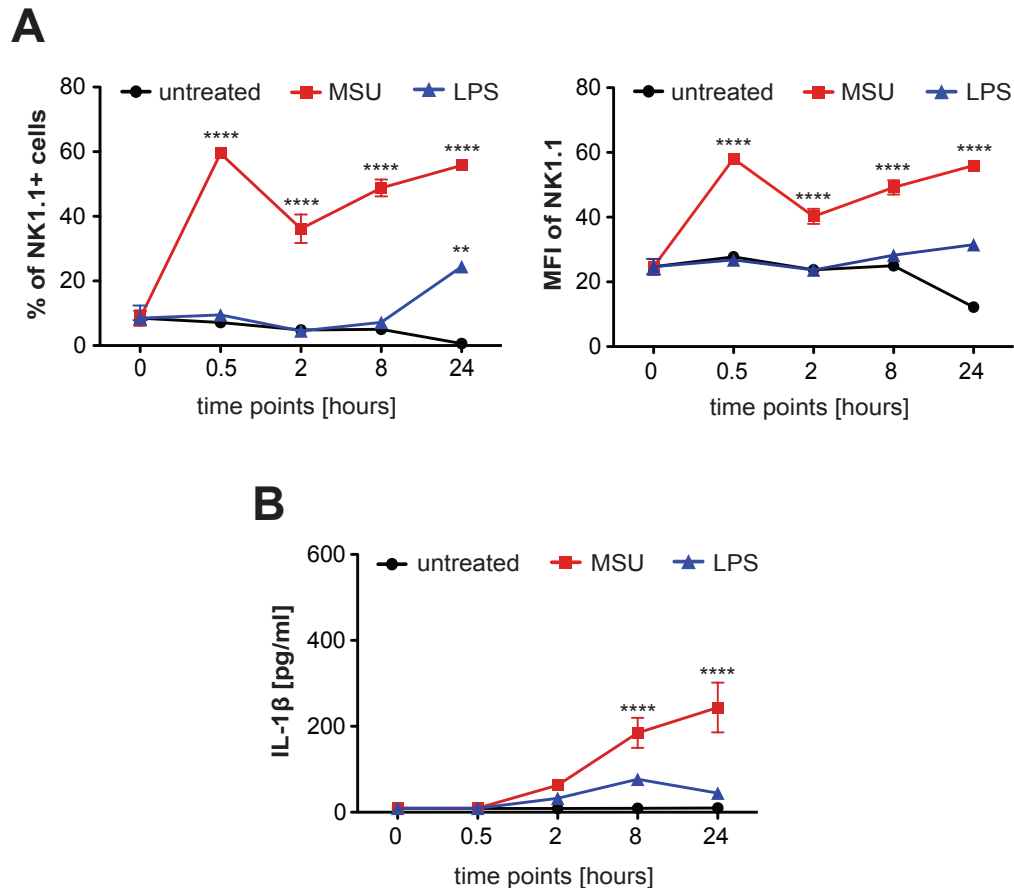 A
untreated MSU LPS
% of NK1.1+ cells
80
60
40
20
0
****
****
****
****
**
0 0.5 2 8 24
time points [hours]
untreated MSU LPS
MFI of NK1.1
80
60
40
20
0
****
****
****
****
0 0.5 2 8 24
time points [hours]
B
untreated MSU LPS
IL-1β [pg/ml]
600
400
200
0
****
****
0 0.5 2 8 24
time points [hours]